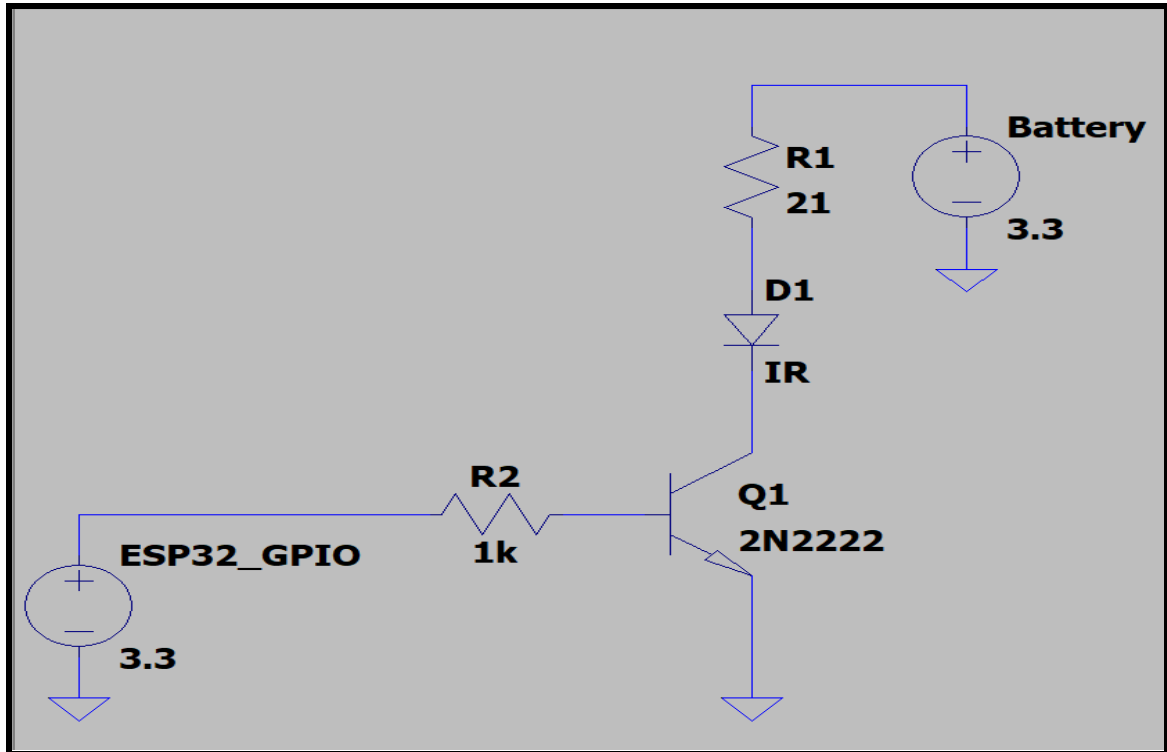 Battery
3.3
R1
21
D1
IR
R2
1k
Q1
2N2222
ESP32_GPIO
3.3